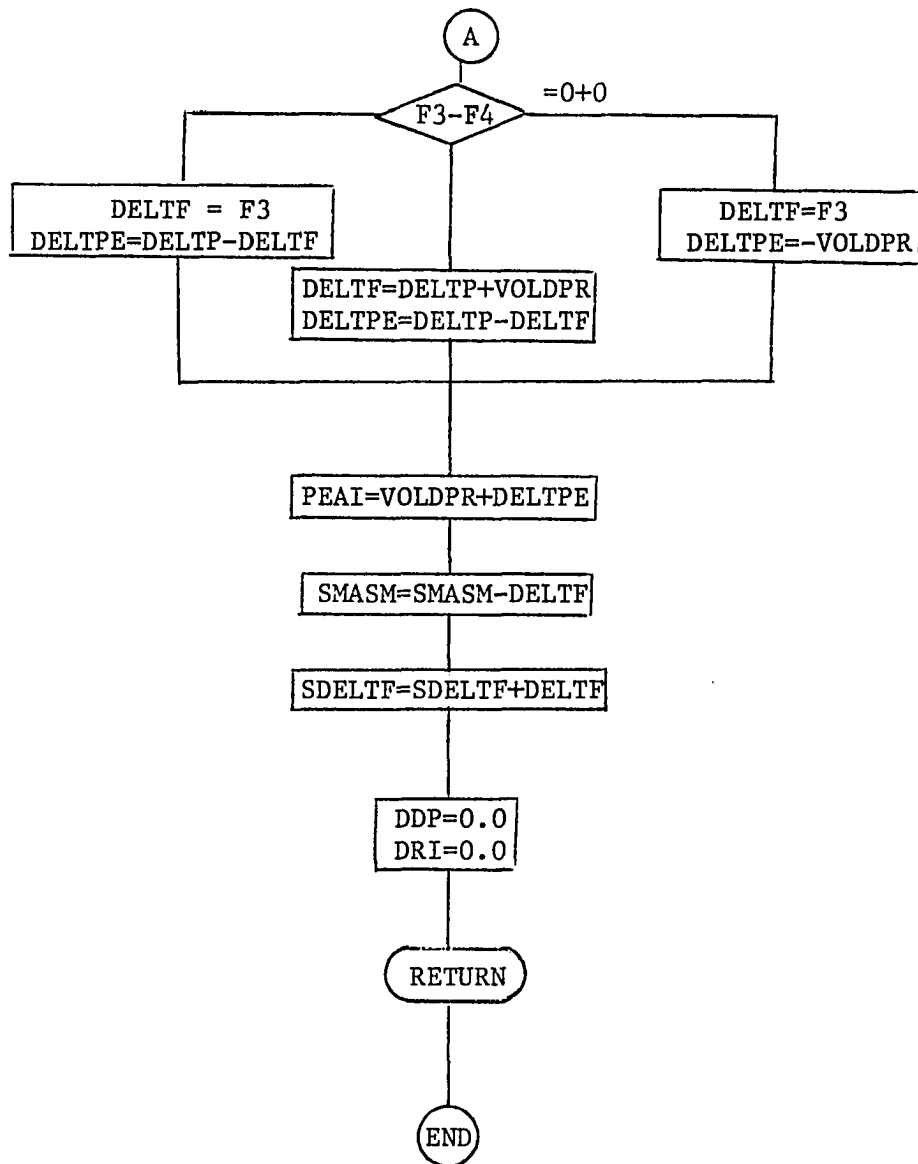 A
=0+0
F3-F4
DELTF = F3
DELTPE=DELTP-DELTF
DELTF=F3
DELTPE=-VOLDPR
DELTF=DELTP+VOLDPR
DELTPE=DELTP-DELTF
PEAI=VOLDPR+DELTPE
SMASM=SMASM-DELTF
SDELTF=SDELTF+DELTF
DDP=0.0
DRI=0.0
RETURN
END